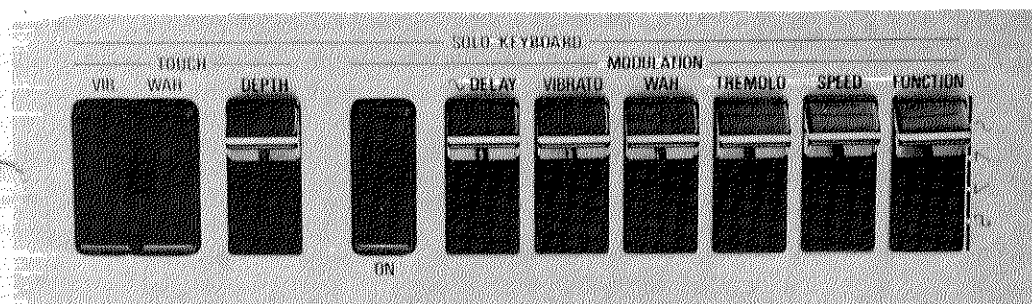 SOLO KEYBOARD
TOUCH MODULATION
VIB. WAH DEPTH DELAY VIBRATO WAH TREMOLO SPEED FUNCTION
ON